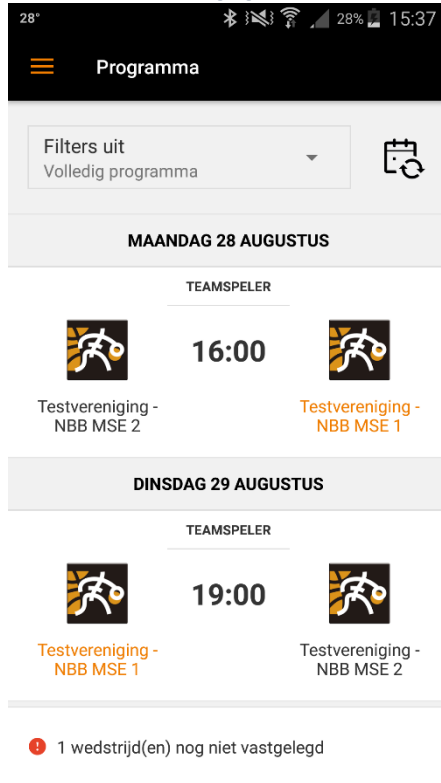 28° 28% 15:37
Programma
Filters uit
Volledig programma
MAANDAG 28 AUGUSTUS
TEAMSPELER
16:00
Testvereniging -
NBB MSE 2
Testvereniging -
NBB MSE 1
DINSDAG 29 AUGUSTUS
TEAMSPELER
19:00
Testvereniging -
NBB MSE 1
Testvereniging -
NBB MSE 2
1 wedstrijd(en) nog niet vastgelegd